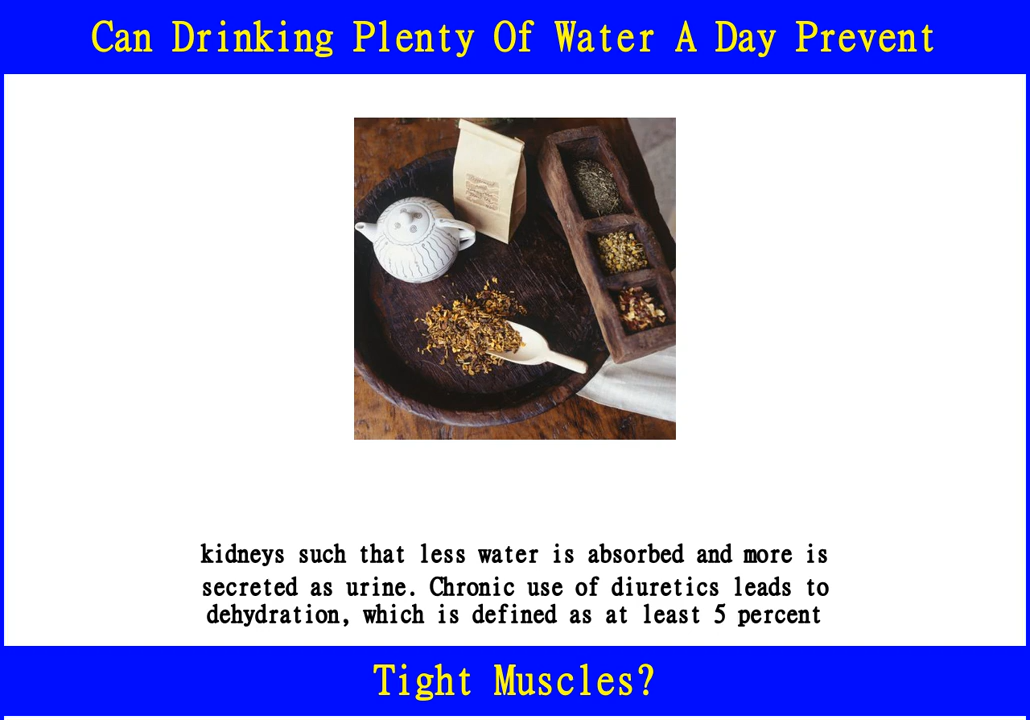 Can Drinking Plenty Of Water A Day Prevent
kidneys such that less water is absorbed and more is
secreted as urine. Chronic use of diuretics leads to
dehydration, which is defined as at least 5 percent
Tight Muscles?